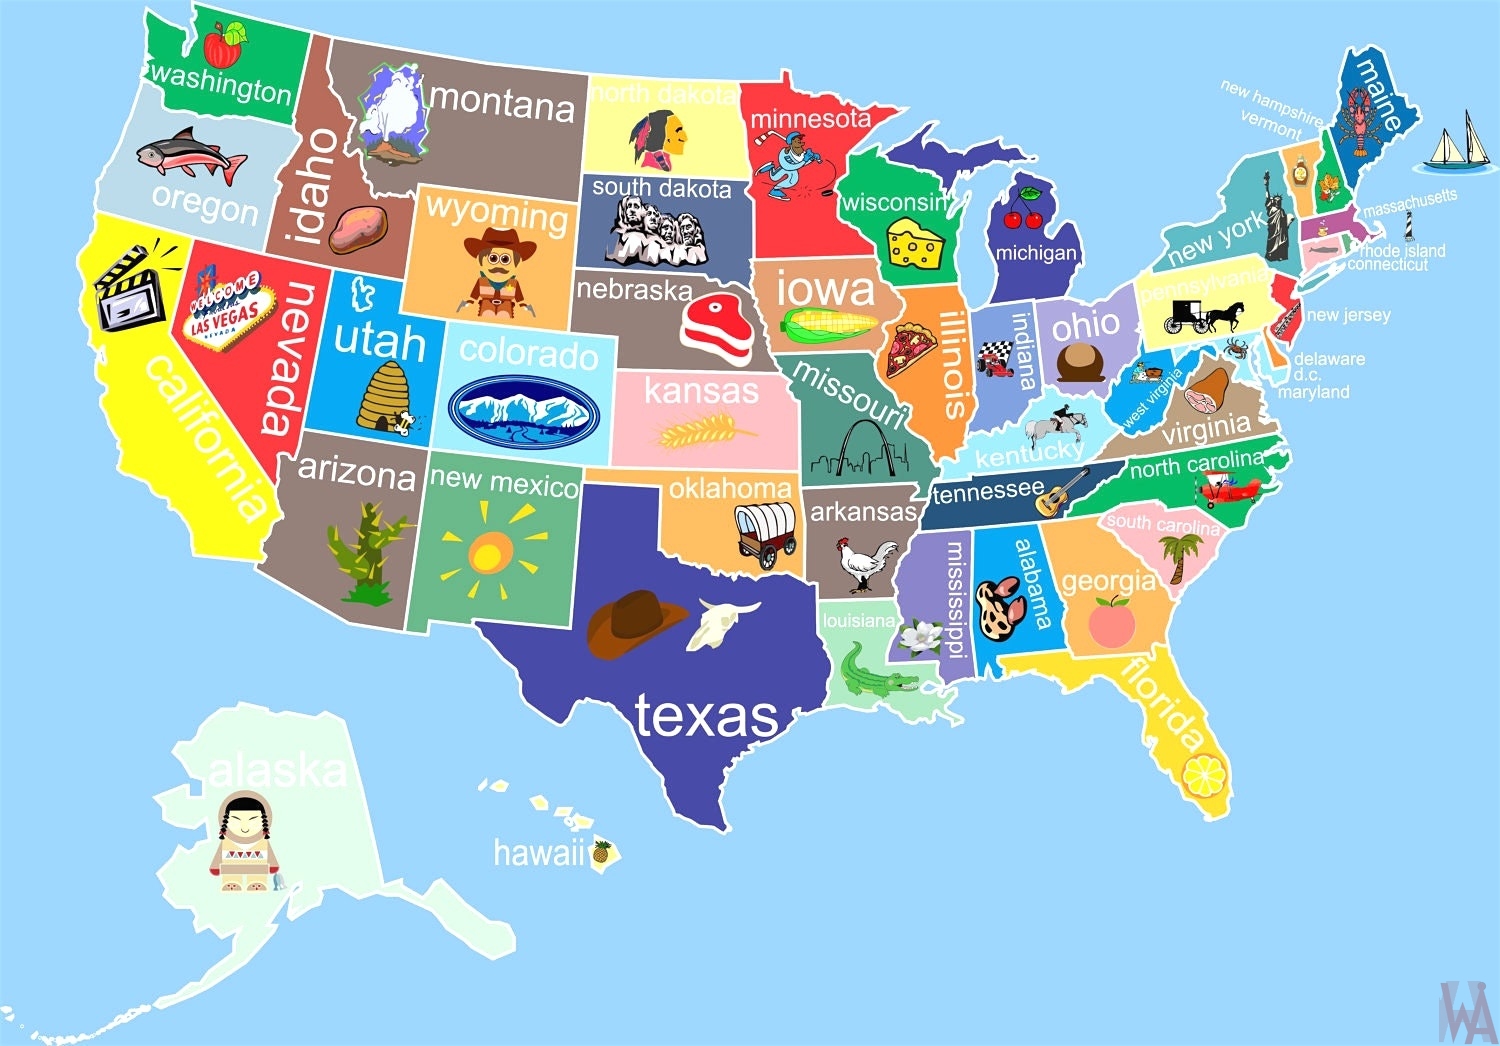 washington
montana
north dakota
minnesota
maine
new hampshire
vermont
idaho
oregon
wyoming
south dakota
wisconsin
michigan
new york
massachusetts
rhode island
connecticut
WELCOME
LAS VEGAS
NEVADA
nevada
utah
colorado
nebraska
iowa
illinois
indiana
ohio
pennsylvania
new jersey
delaware
d.c.
maryland
california
kansas
missouri
kentucky
west virginia
virginia
arizona
new mexico
oklahoma
arkansas
tennessee
north carolina
south carolina
louisiana
mississippi
alabama
georgia
texas
florida
alaska
hawaii
WA